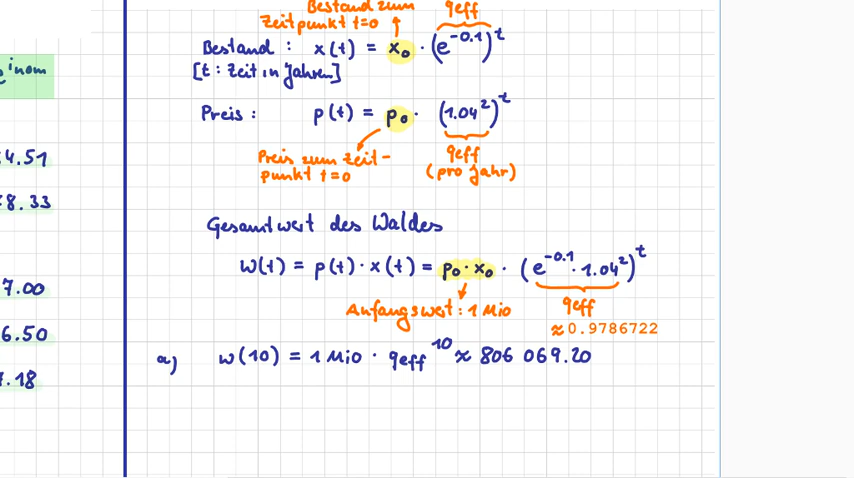 Bestand zum
Zeitpunkt t=0
qeff
Bestand : x(t) = x₀ · (e^-0.1)^t
[t : Zeit in Jahren]
Preis : p(t) = p₀ · (1.04²)^t
Preis zum Zeit-
punkt t=0
qeff
(pro Jahr)
Gesamtwert des Waldes
W(t) = p(t) · x(t) = p₀ · x₀ · (e^-0.1 · 1.04²)^t
Anfangswert : 1 Mio
qeff
≈ 0.9786722
a) W(10) = 1 Mio · qeff^10 ≈ 806 069.20
inom
4.51
8.33
7.00
6.50
7.18